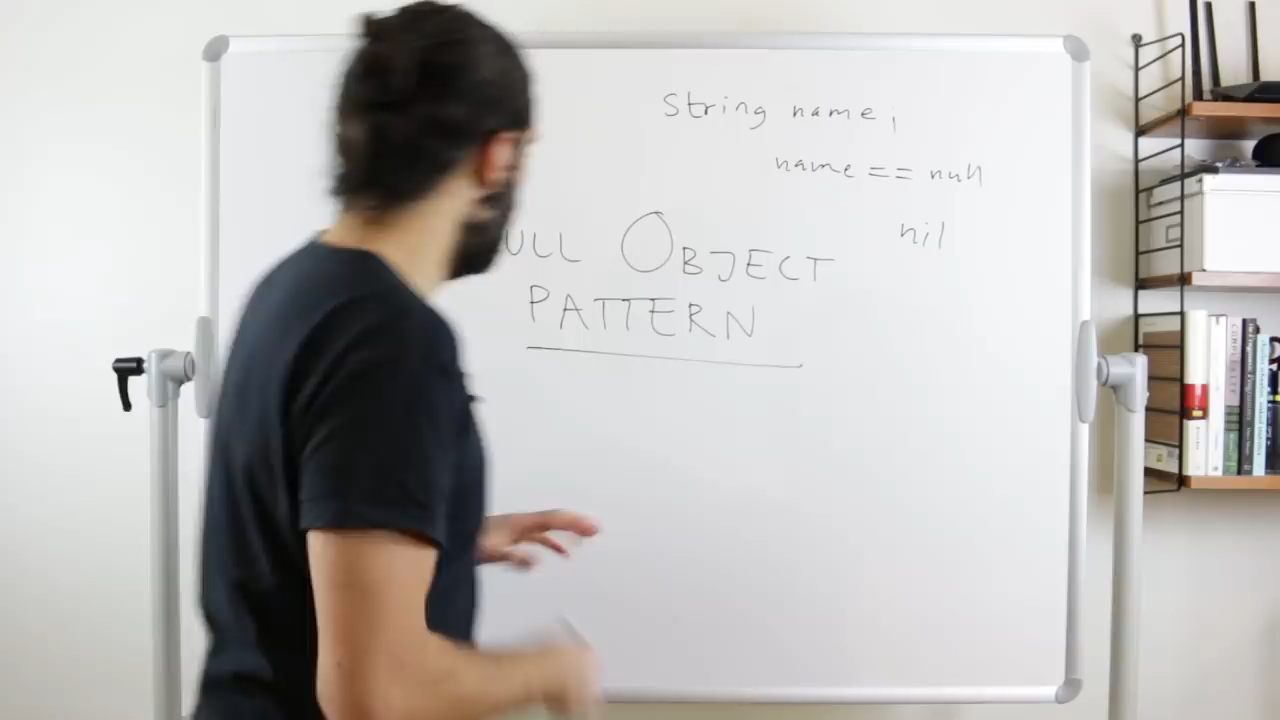 String name;
name == null
nil
ULL OBJECT
PATTERN